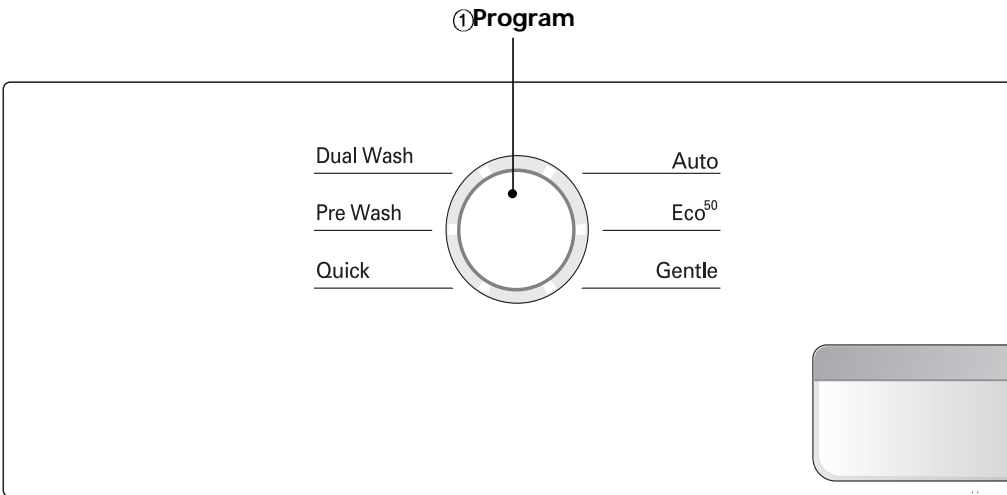 ①Program
Dual Wash
Auto
Pre Wash
Eco⁵⁰
Quick
Gentle